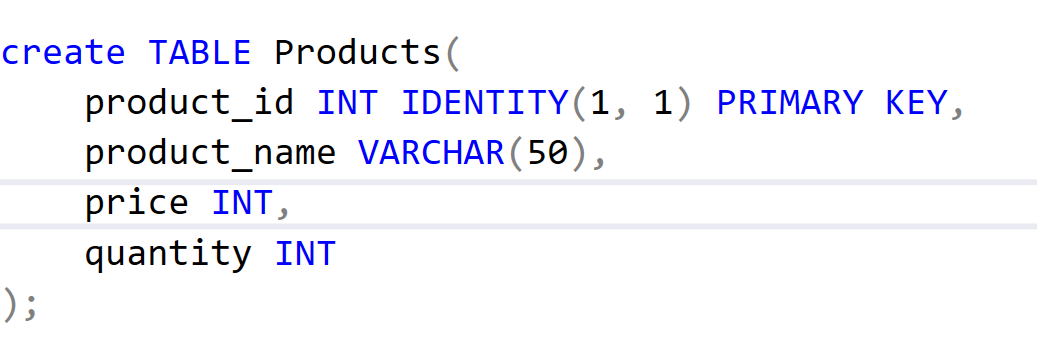 create TABLE Products(
    product_id INT IDENTITY(1, 1) PRIMARY KEY,
    product_name VARCHAR(50),
    price INT,
    quantity INT
);